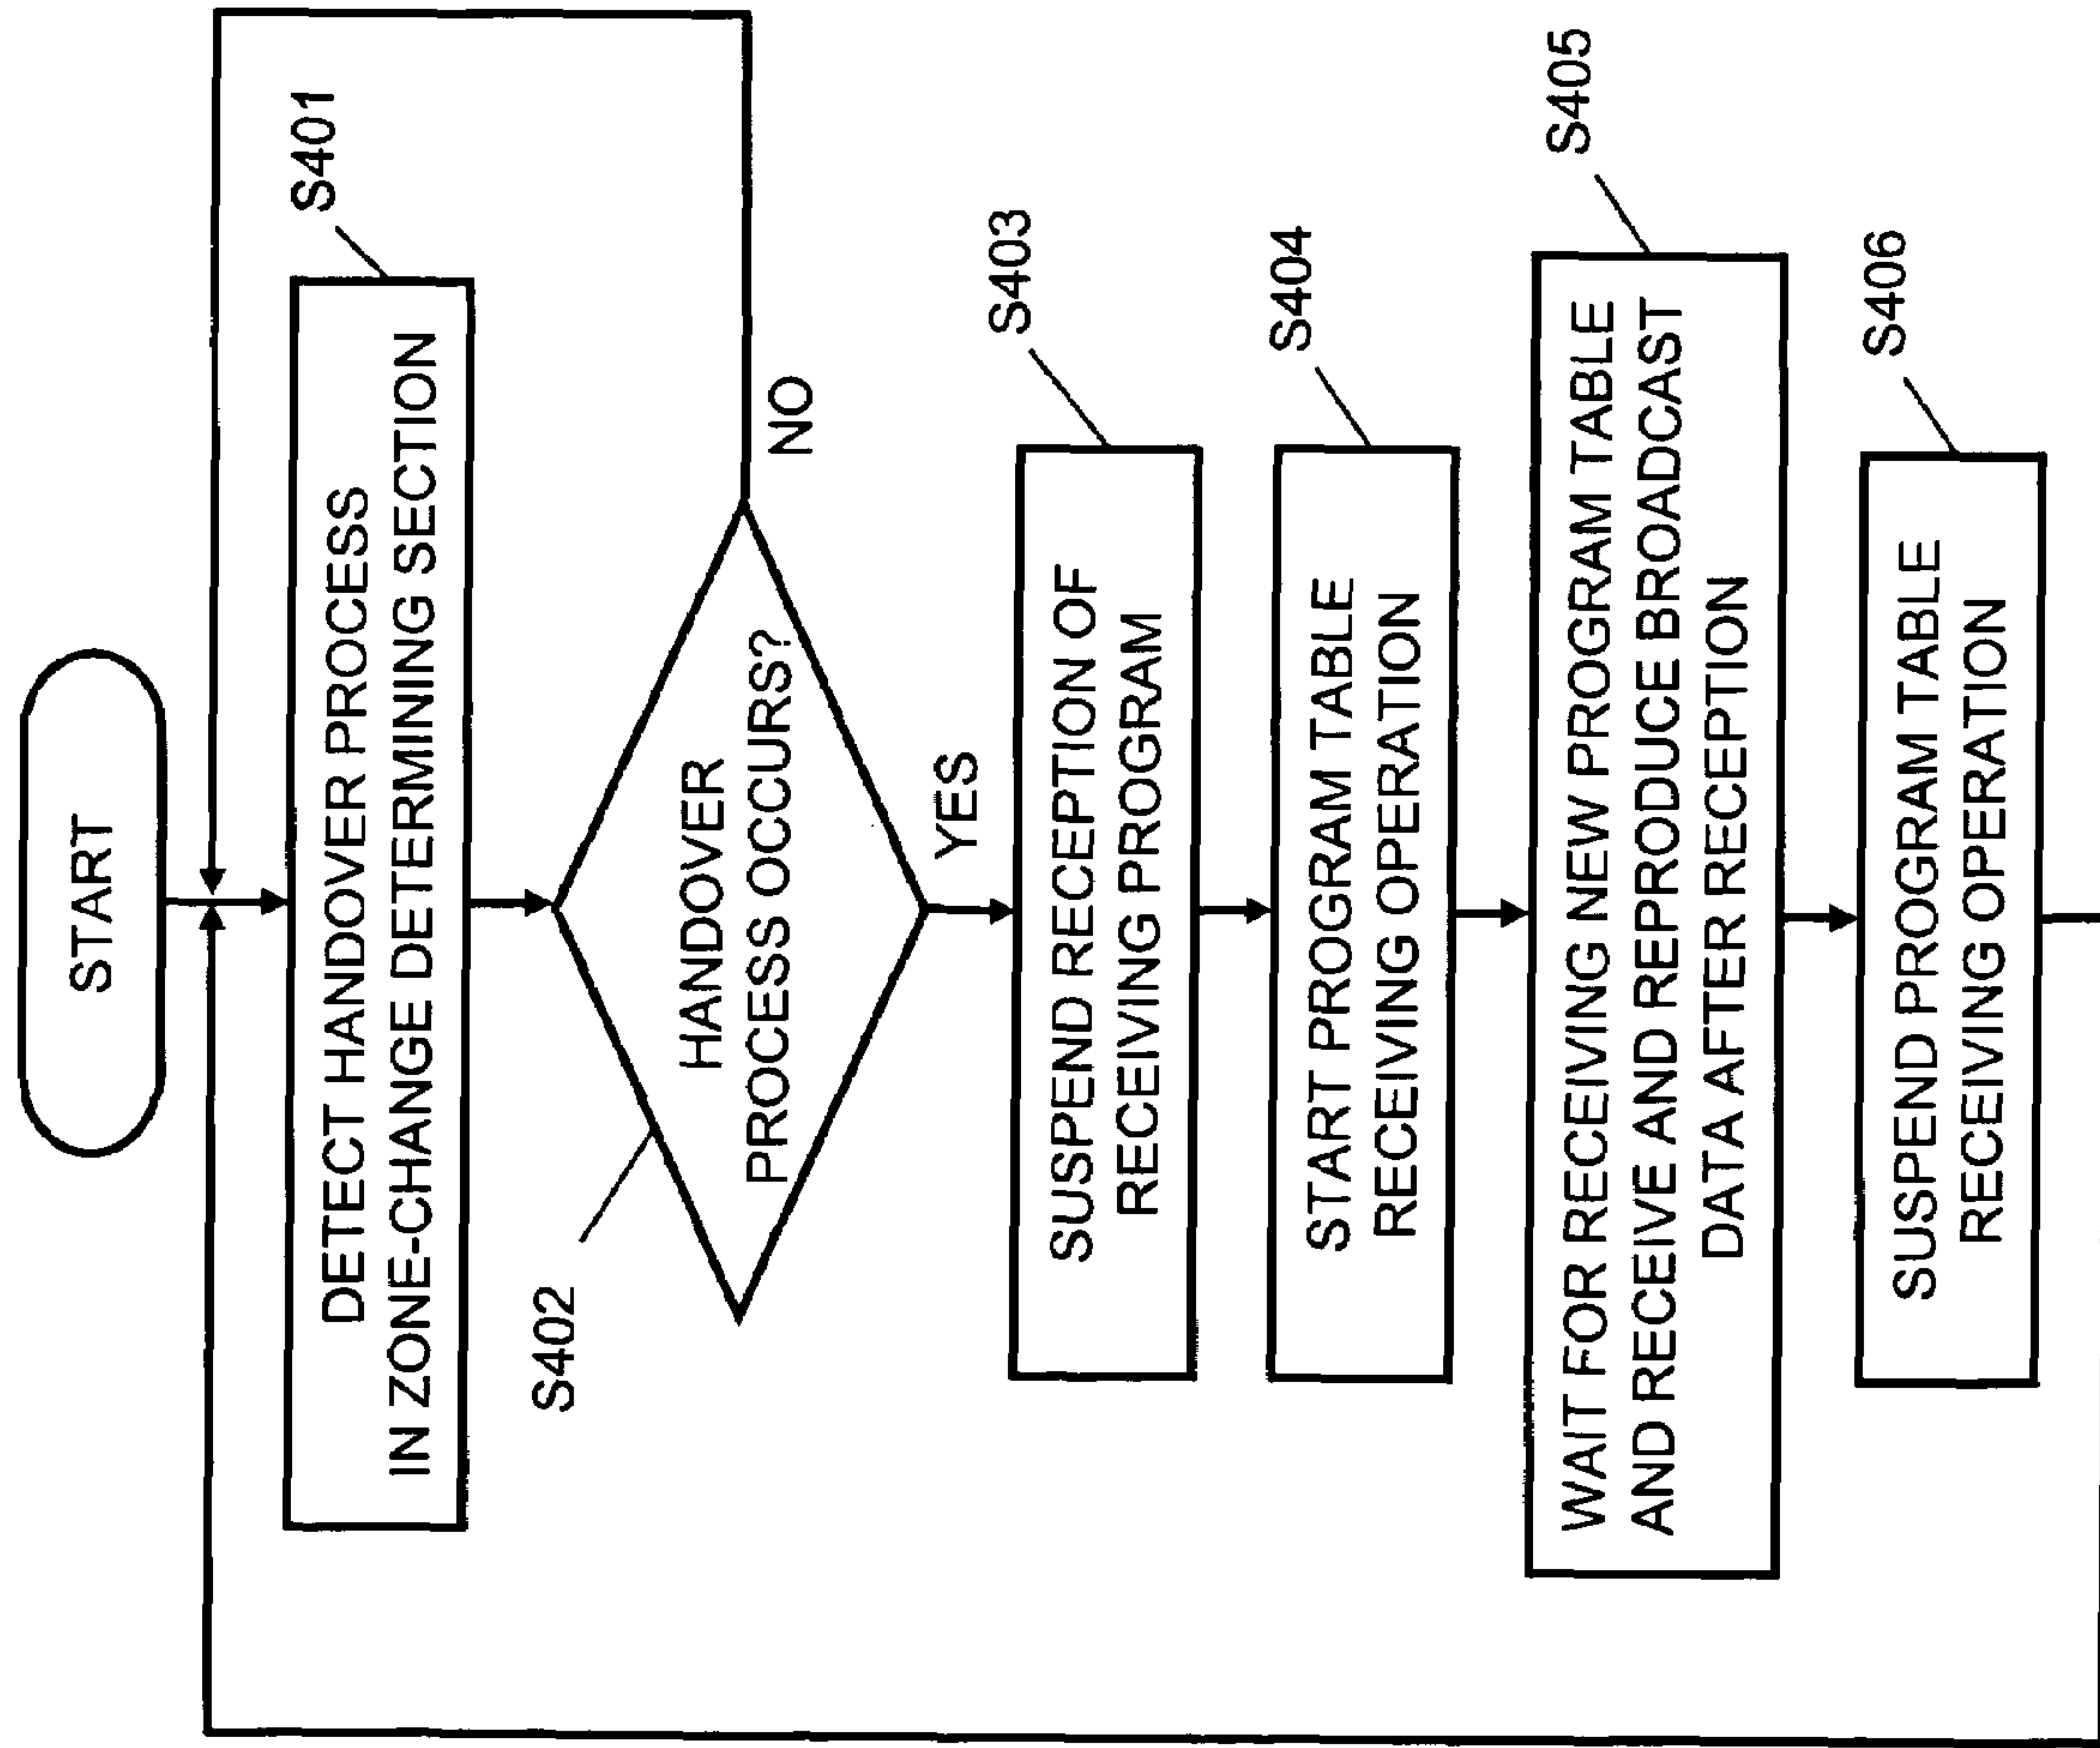 START
S401
DETECT HANDOVER PROCESS
IN ZONE-CHANGE DETERMINING SECTION
S402
HANDOVER
PROCESS OCCURS?
NO
YES
S403
SUSPEND RECEPTION OF
RECEIVING PROGRAM
S404
START PROGRAM TABLE
RECEIVING OPERATION
S405
WAIT FOR RECEIVING NEW PROGRAM TABLE
AND RECEIVE AND REPRODUCE BROADCAST
DATA AFTER RECEPTION
S406
SUSPEND PROGRAM TABLE
RECEIVING OPERATION